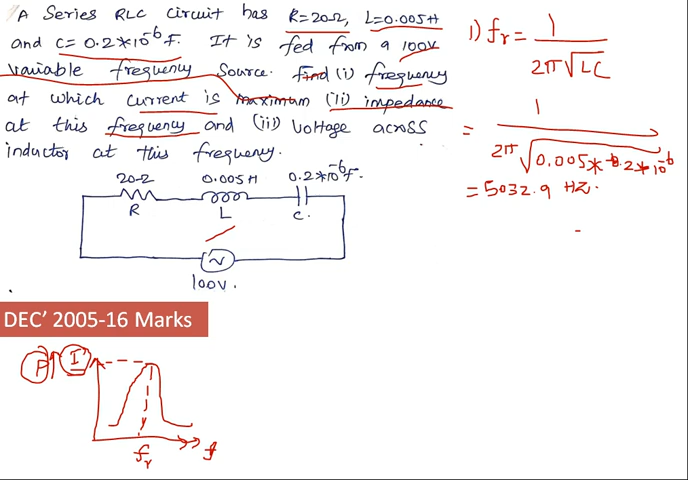 A Series RLC circuit has R=20Ω, L=0.005H
and C=0.2*10⁻⁶F. It is fed from a 100V
Variable frequency Source. Find (i) frequency
at which current is maximum (ii) impedance
at this frequency and (iii) Voltage across
inductor at this frequency.
20Ω 0.005H 0.2*10⁻⁶F.
R L C.
100V.
DEC' 2005-16 Marks
P I
fr f
1) fr = 1 / 2π√LC
= 1 / 2π√0.005*0.2*10⁻⁶
= 5032.9 HZ.